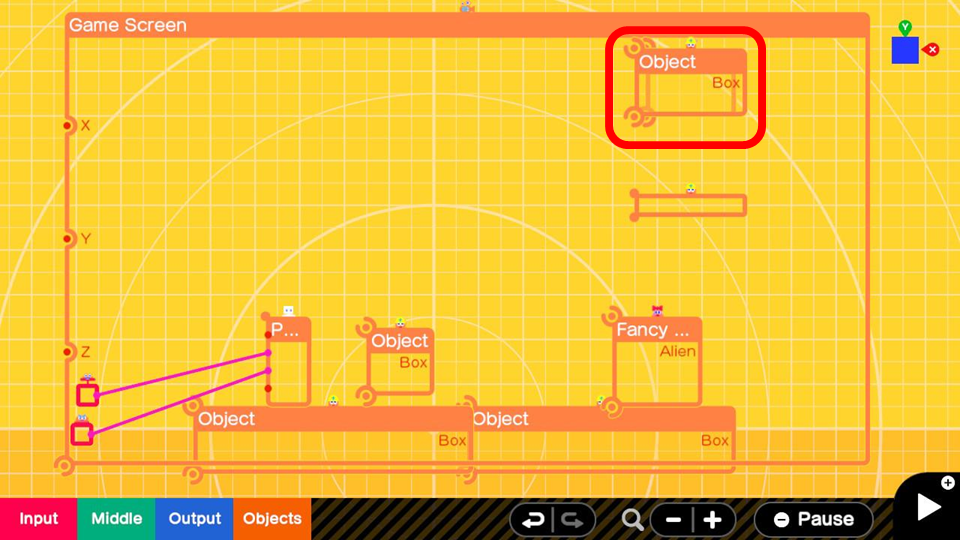 Game Screen
Object
Box
X
Y
Z
P...
Object
Box
Fancy ...
Alien
Object
Box
Object
Box
Y
X
Input
Middle
Output
Objects
Pause